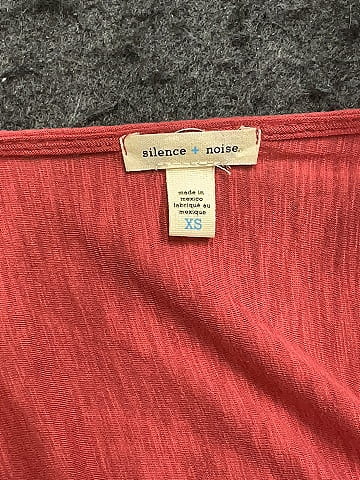 silence + noise.
made in
mexico
fabriqué au
mexique
XS